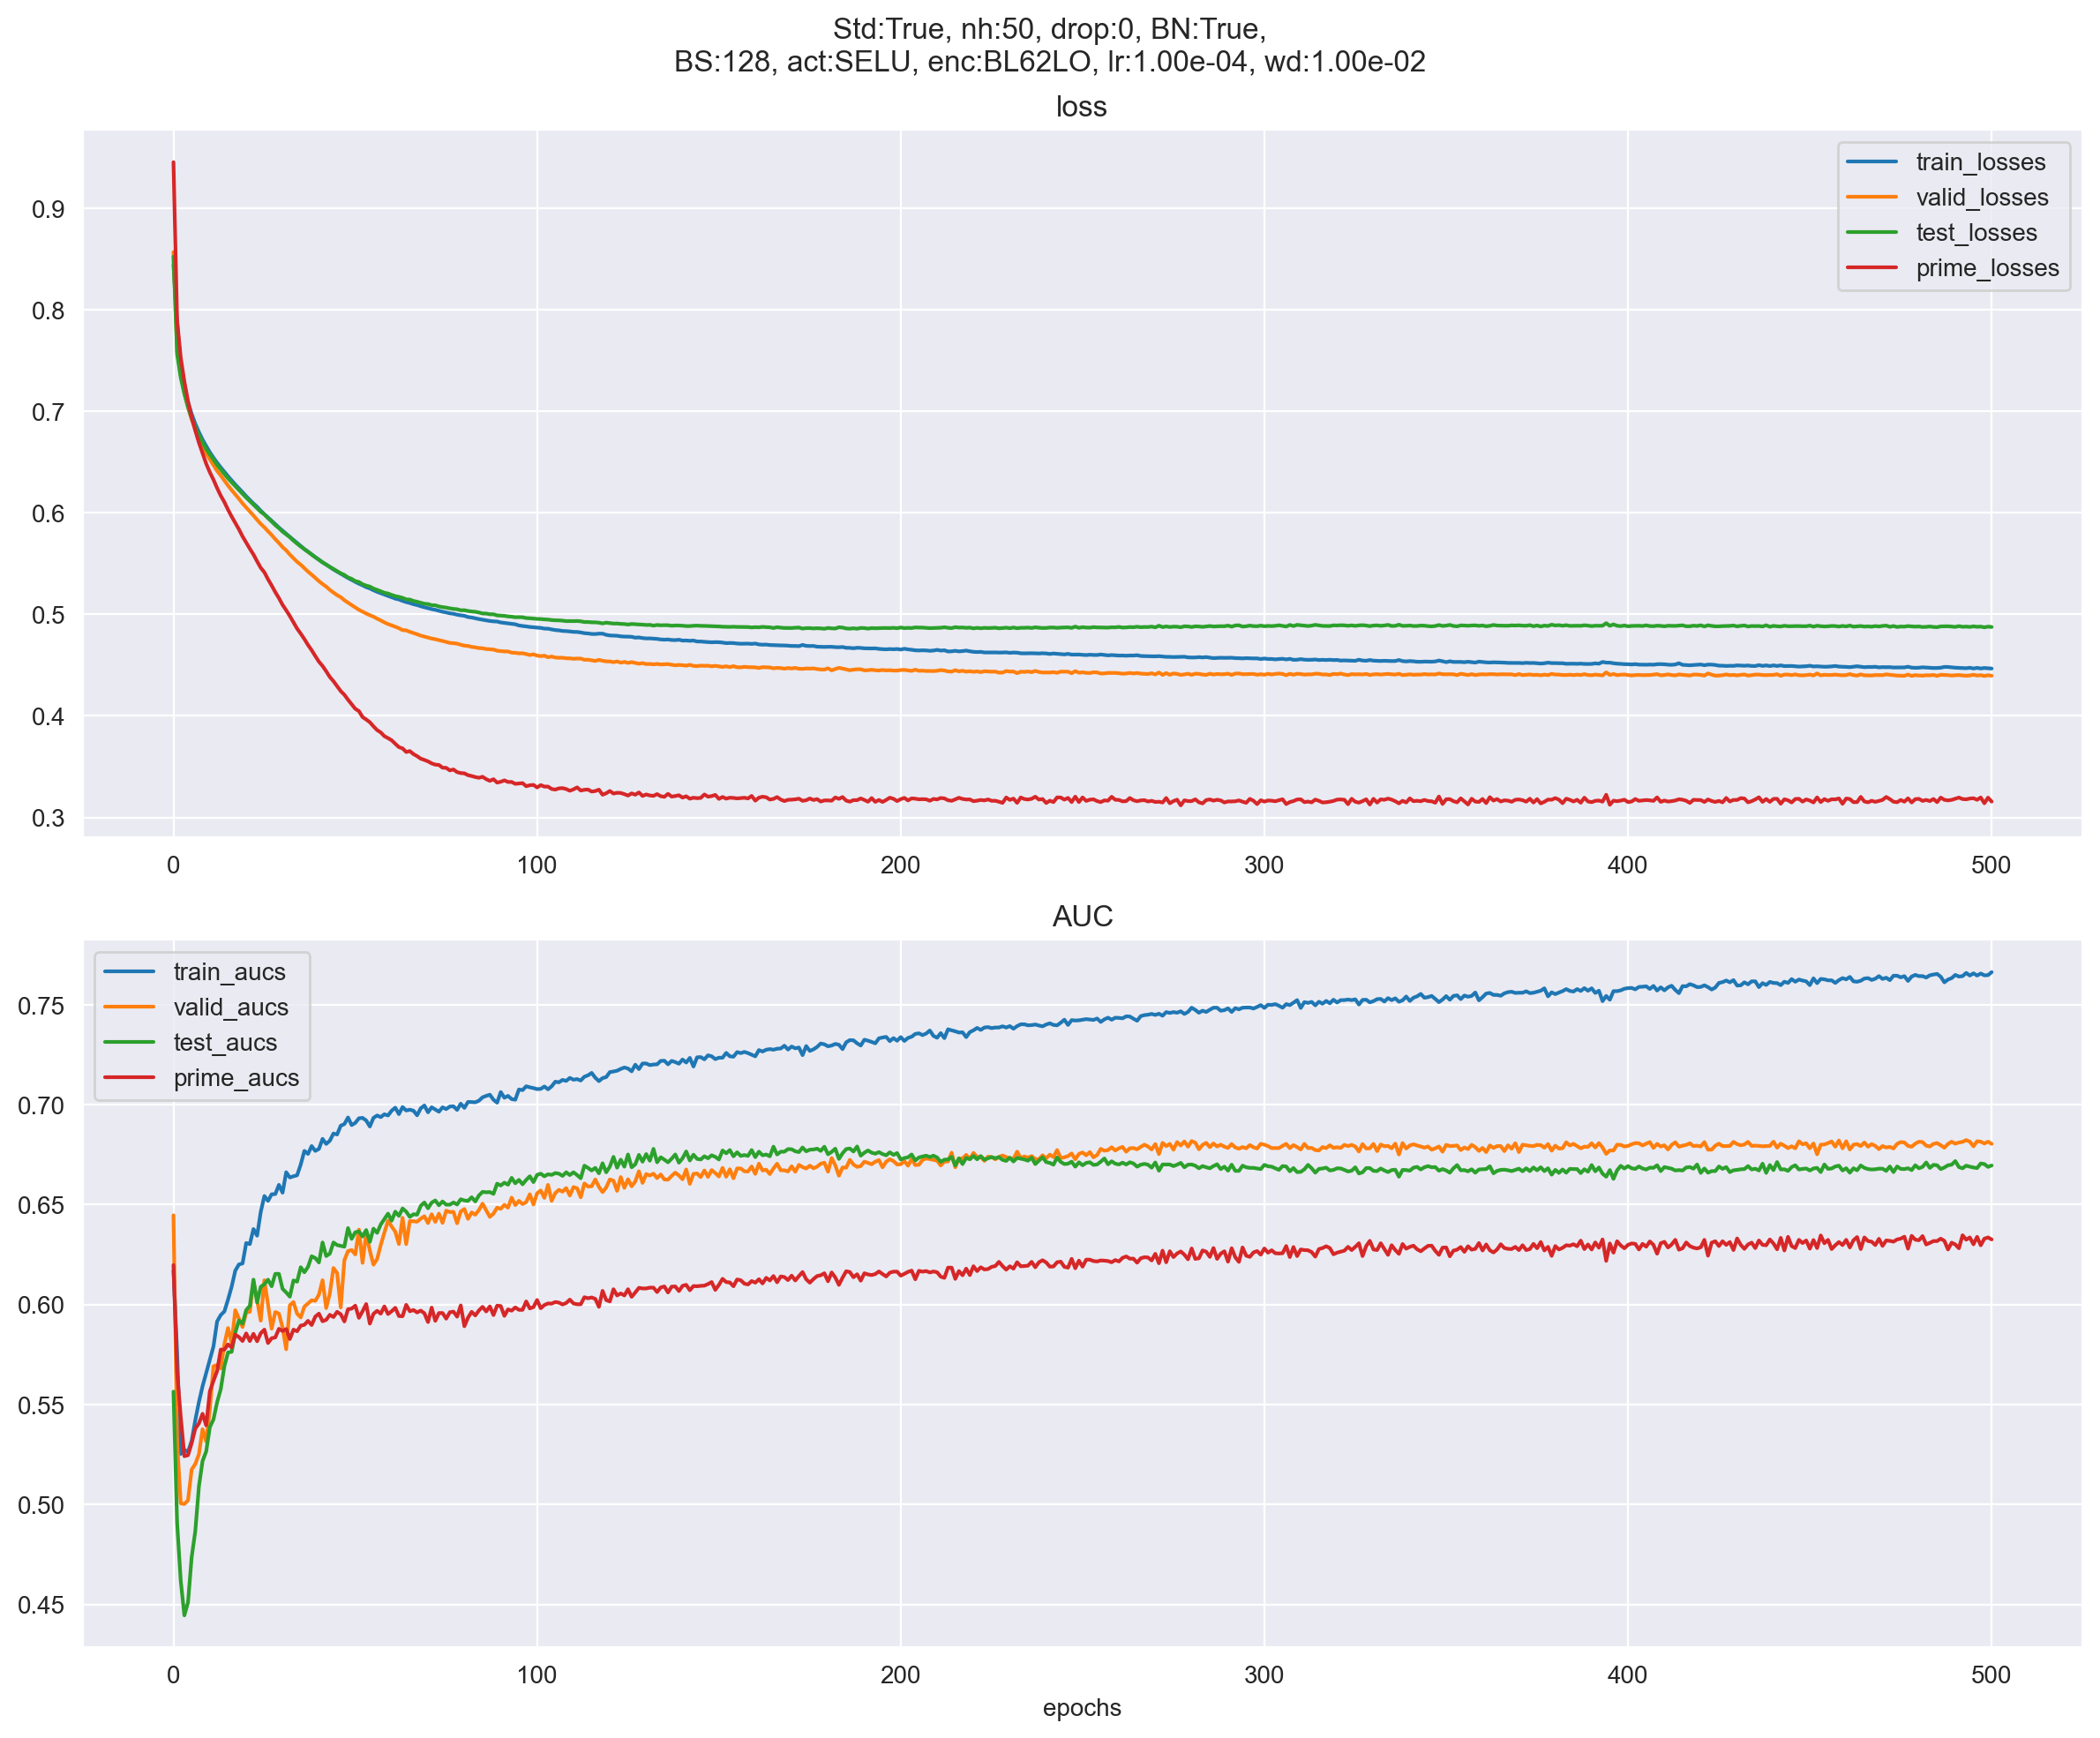 Std:True, nh:50, drop:0, BN:True,
BS:128, act:SELU, enc:BL62LO, lr:1.00e-04, wd:1.00e-02
loss
train_losses
valid_losses
test_losses
prime_losses
0.9
0.8
0.7
0.6
0.5
0.4
0.3
0 100 200 300 400 500
AUC
train_aucs
valid_aucs
test_aucs
prime_aucs
0.75
0.70
0.65
0.60
0.55
0.50
0.45
0 100 200 300 400 500
epochs